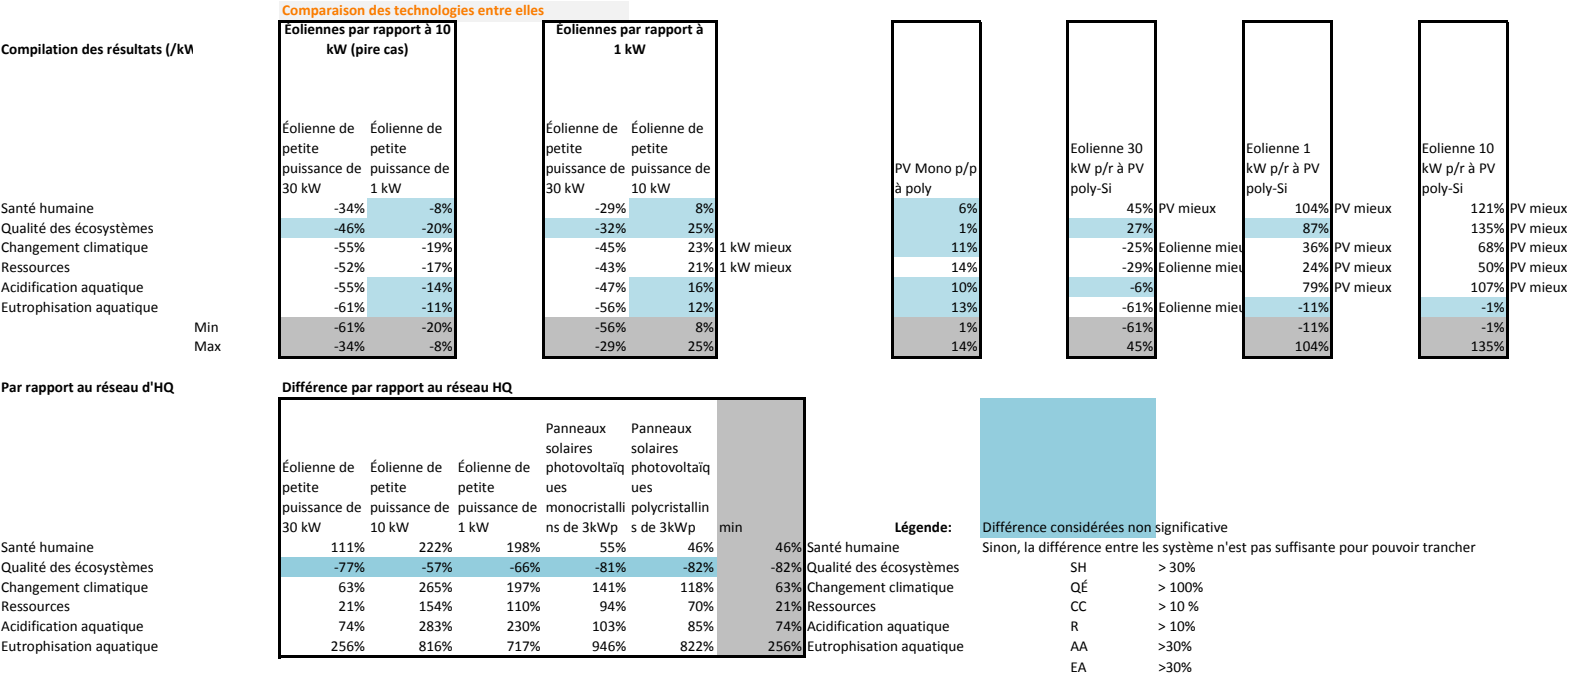 Comparaison des technologies entre elles
Compilation des résultats (/kW
Éoliennes par rapport à 10 kW (pire cas)
Éoliennes par rapport à 1 kW
Éolienne de petite puissance de 30 kW
Éolienne de petite puissance de 1 kW
Éolienne de petite puissance de 30 kW
Éolienne de petite puissance de 10 kW
PV Mono p/p à poly
Eolienne 30 kW p/r à PV poly-Si
Eolienne 1 kW p/r à PV poly-Si
Eolienne 10 kW p/r à PV poly-Si
Santé humaine -34% -8% -29% 8% 6% 45% PV mieux 104% PV mieux 121% PV mieux
Qualité des écosystèmes -46% -20% -32% 25% 1% 27% 87% 135% PV mieux
Changement climatique -55% -19% -45% 23% 1 kW mieux 11% -25% Eolienne mieu 36% PV mieux 68% PV mieux
Ressources -52% -17% -43% 21% 1 kW mieux 14% -29% Eolienne mieu 24% PV mieux 50% PV mieux
Acidification aquatique -55% -14% -47% 16% 10% -6% 79% PV mieux 107% PV mieux
Eutrophisation aquatique -61% -11% -56% 12% 13% -61% Eolienne mieu -11% -1%
Min -61% -20% -56% 8% 1% -61% -11% -1%
Max -34% -8% -29% 25% 14% 45% 104% 135%
Par rapport au réseau d'HQ
Différence par rapport au réseau HQ
Éolienne de petite puissance de 30 kW
Éolienne de petite puissance de 10 kW
Éolienne de petite puissance de 1 kW
Panneaux solaires photovoltaïques monocristallins de 3kWp
Panneaux solaires photovoltaïques polycristallins de 3kWp
min
Légende: Différence considérées non significative
Santé humaine 111% 222% 198% 55% 46% 46% Santé humaine Sinon, la différence entre les système n'est pas suffisante pour pouvoir trancher
Qualité des écosystèmes -77% -57% -66% -81% -82% -82% Qualité des écosystèmes SH > 30%
Changement climatique 63% 265% 197% 141% 118% 63% Changement climatique QÉ > 100%
Ressources 21% 154% 110% 94% 70% 21% Ressources CC > 10 %
Acidification aquatique 74% 283% 230% 103% 85% 74% Acidification aquatique R > 10%
Eutrophisation aquatique 256% 816% 717% 946% 822% 256% Eutrophisation aquatique AA >30%
EA >30%